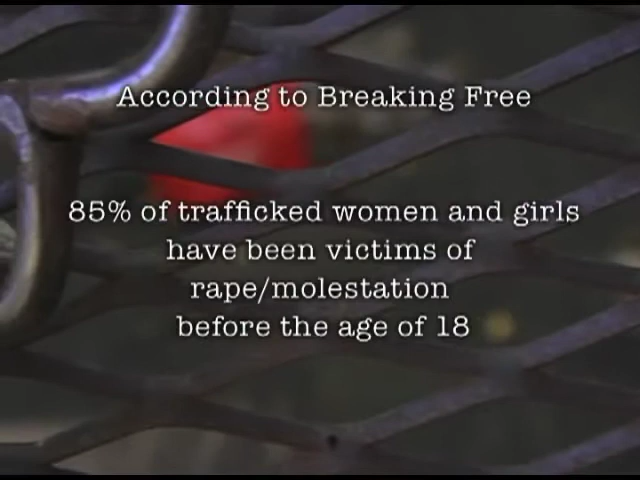 According to Breaking Free
85% of trafficked women and girls
have been victims of
rape/molestation
before the age of 18